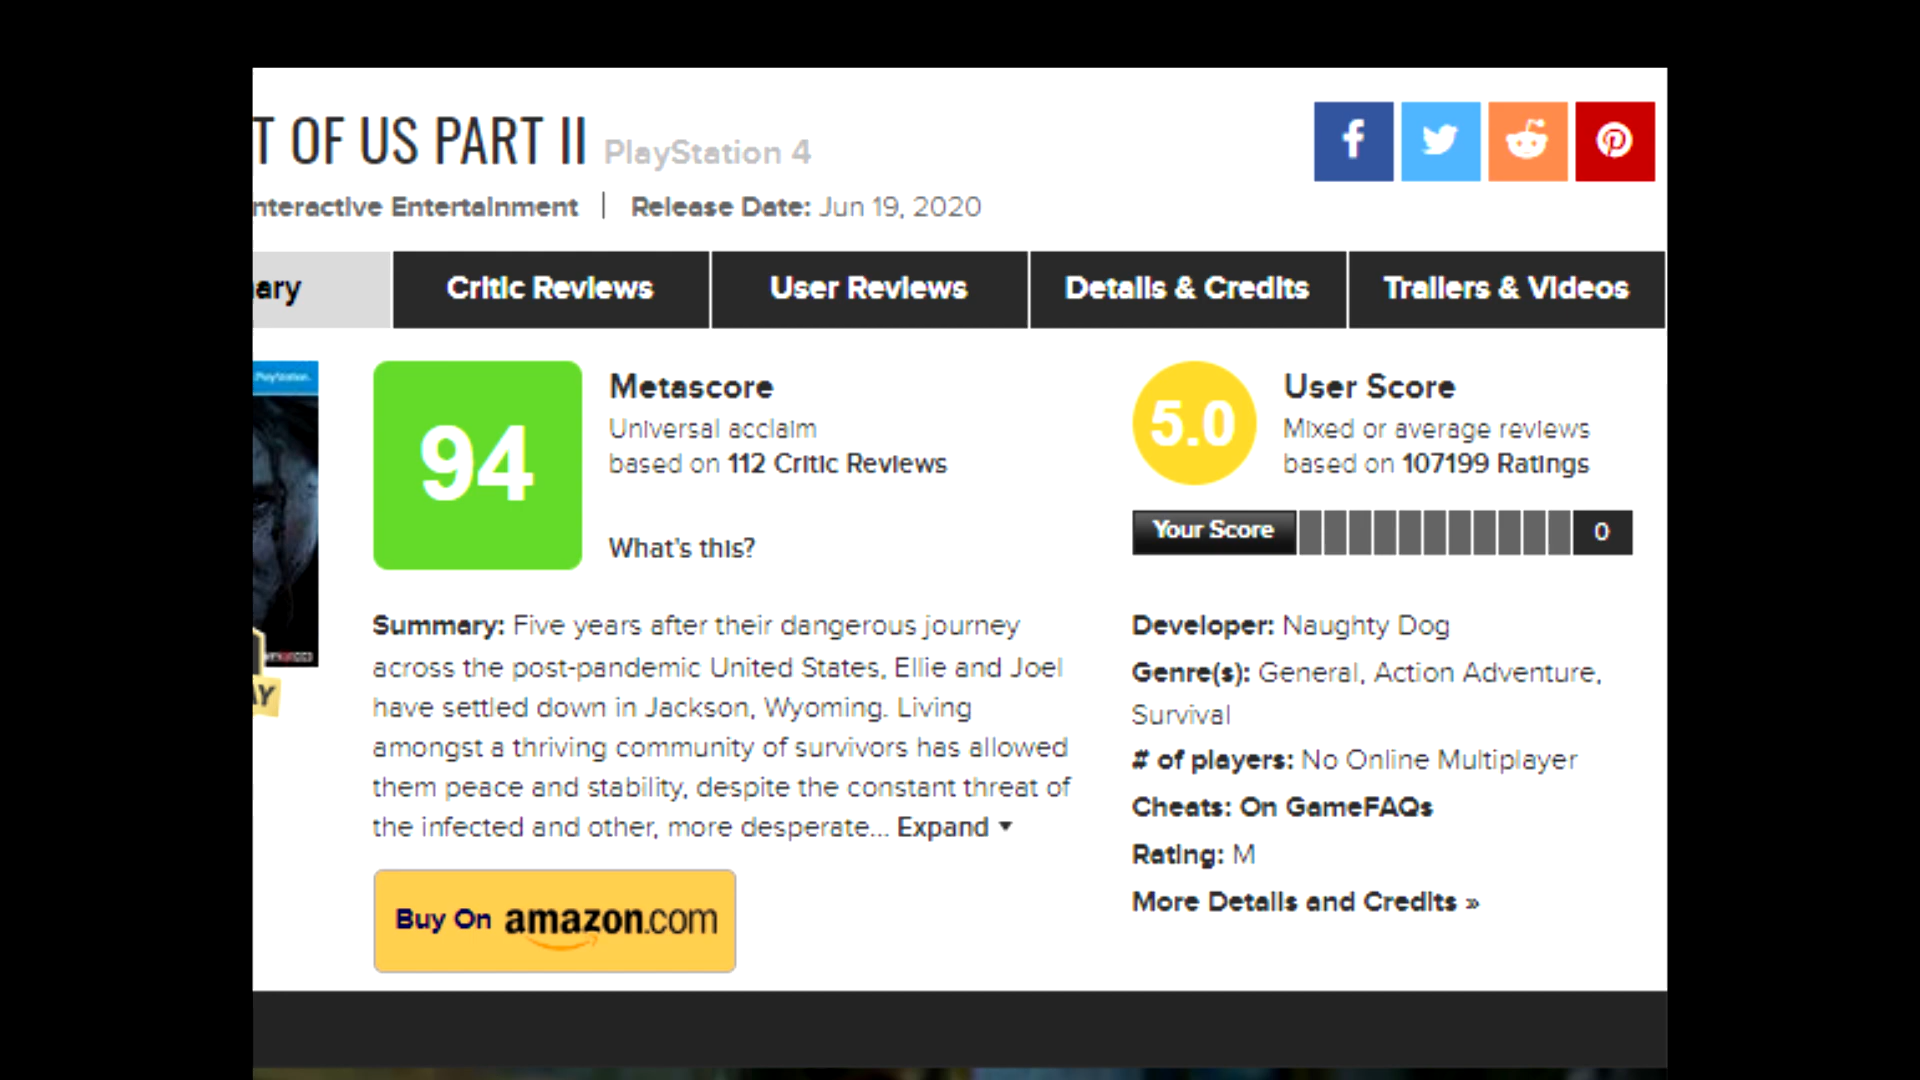 T OF US PART II PlayStation 4
nteractive Entertainment | Release Date: Jun 19, 2020
ary Critic Reviews User Reviews Details & Credits Trailers & Videos
PlayStation.
94
Metascore
Universal acclaim
based on 112 Critic Reviews
What's this?
5.0
User Score
Mixed or average reviews
based on 107199 Ratings
Your Score 0
Summary: Five years after their dangerous journey
across the post-pandemic United States, Ellie and Joel
have settled down in Jackson, Wyoming. Living
amongst a thriving community of survivors has allowed
them peace and stability, despite the constant threat of
the infected and other, more desperate... Expand
AY
Buy On amazon.com
Developer: Naughty Dog
Genre(s): General, Action Adventure,
Survival
# of players: No Online Multiplayer
Cheats: On GameFAQs
Rating: M
More Details and Credits »